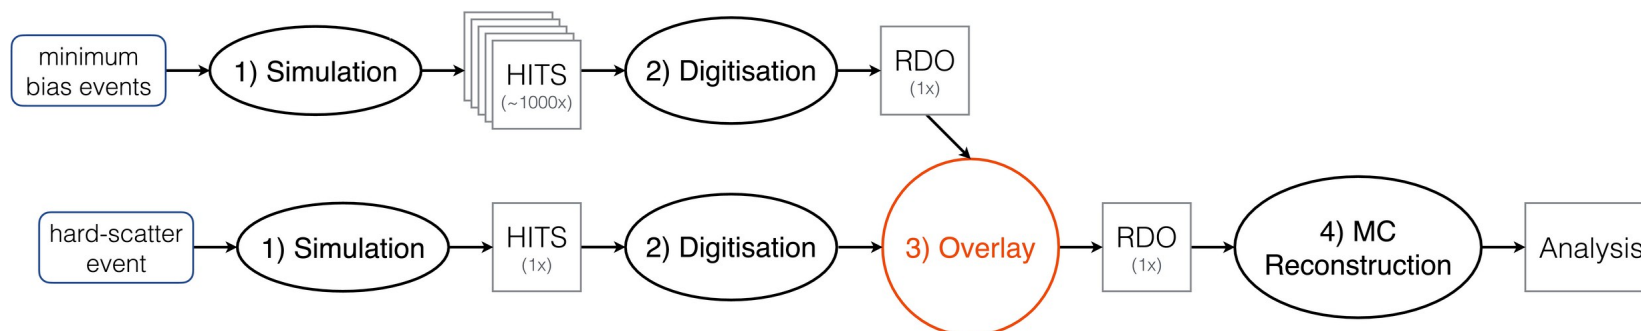 minimum
bias events
1) Simulation
HITS
(~1000x)
2) Digitisation
RDO
(1x)
hard-scatter
event
1) Simulation
HITS
(1x)
2) Digitisation
3) Overlay
RDO
(1x)
4) MC
Reconstruction
Analysis